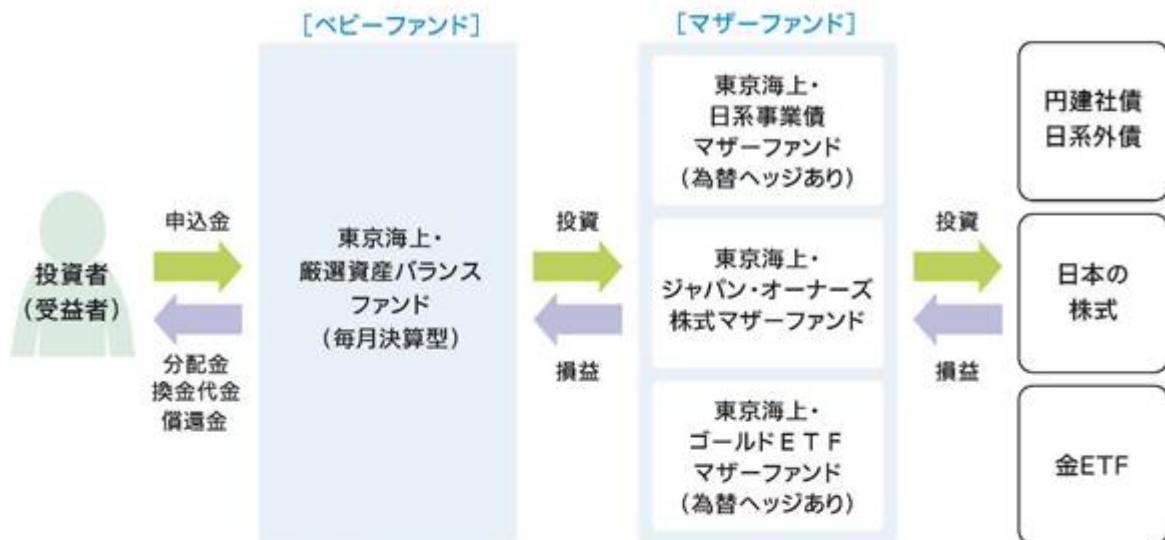 [ベビーファンド]
[マザーファンド]
投資者
(受益者)
申込金
分配金
換金代金
償還金
東京海上・
厳選資産バランス
ファンド
(毎月決算型)
投資
損益
東京海上・
日系事業債
マザーファンド
(為替ヘッジあり)
東京海上・
ジャパン・オーナーズ
株式マザーファンド
東京海上・
ゴールドETF
マザーファンド
(為替ヘッジあり)
投資
損益
円建社債
日系外債
日本の
株式
金ETF